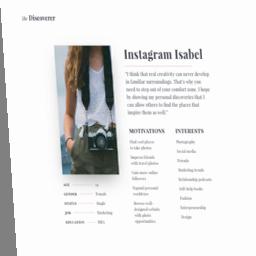 the Discoverer
Instagram Isabel
"I think that real creativity can never develop
in familiar surroundings. That's why you
need to step out of your comfort zone. I hope
by showing my personal discoveries that I
can allow others to find the places that
inspire them as well."
MOTIVATIONS
Find cool places
to take photos
Impress friends
with travel photos
Gain more online
followers
Expand personal
worldview
Browse well-
designed website
with photo
opportunities
INTERESTS
Photography
Social media
Friends
Marketing trends
Relationship podcasts
Self-help books
Fashion
Entrepreneurship
Design
AGE
GENDER Female
STATUS Single
JOB Marketing
EDUCATION MBA